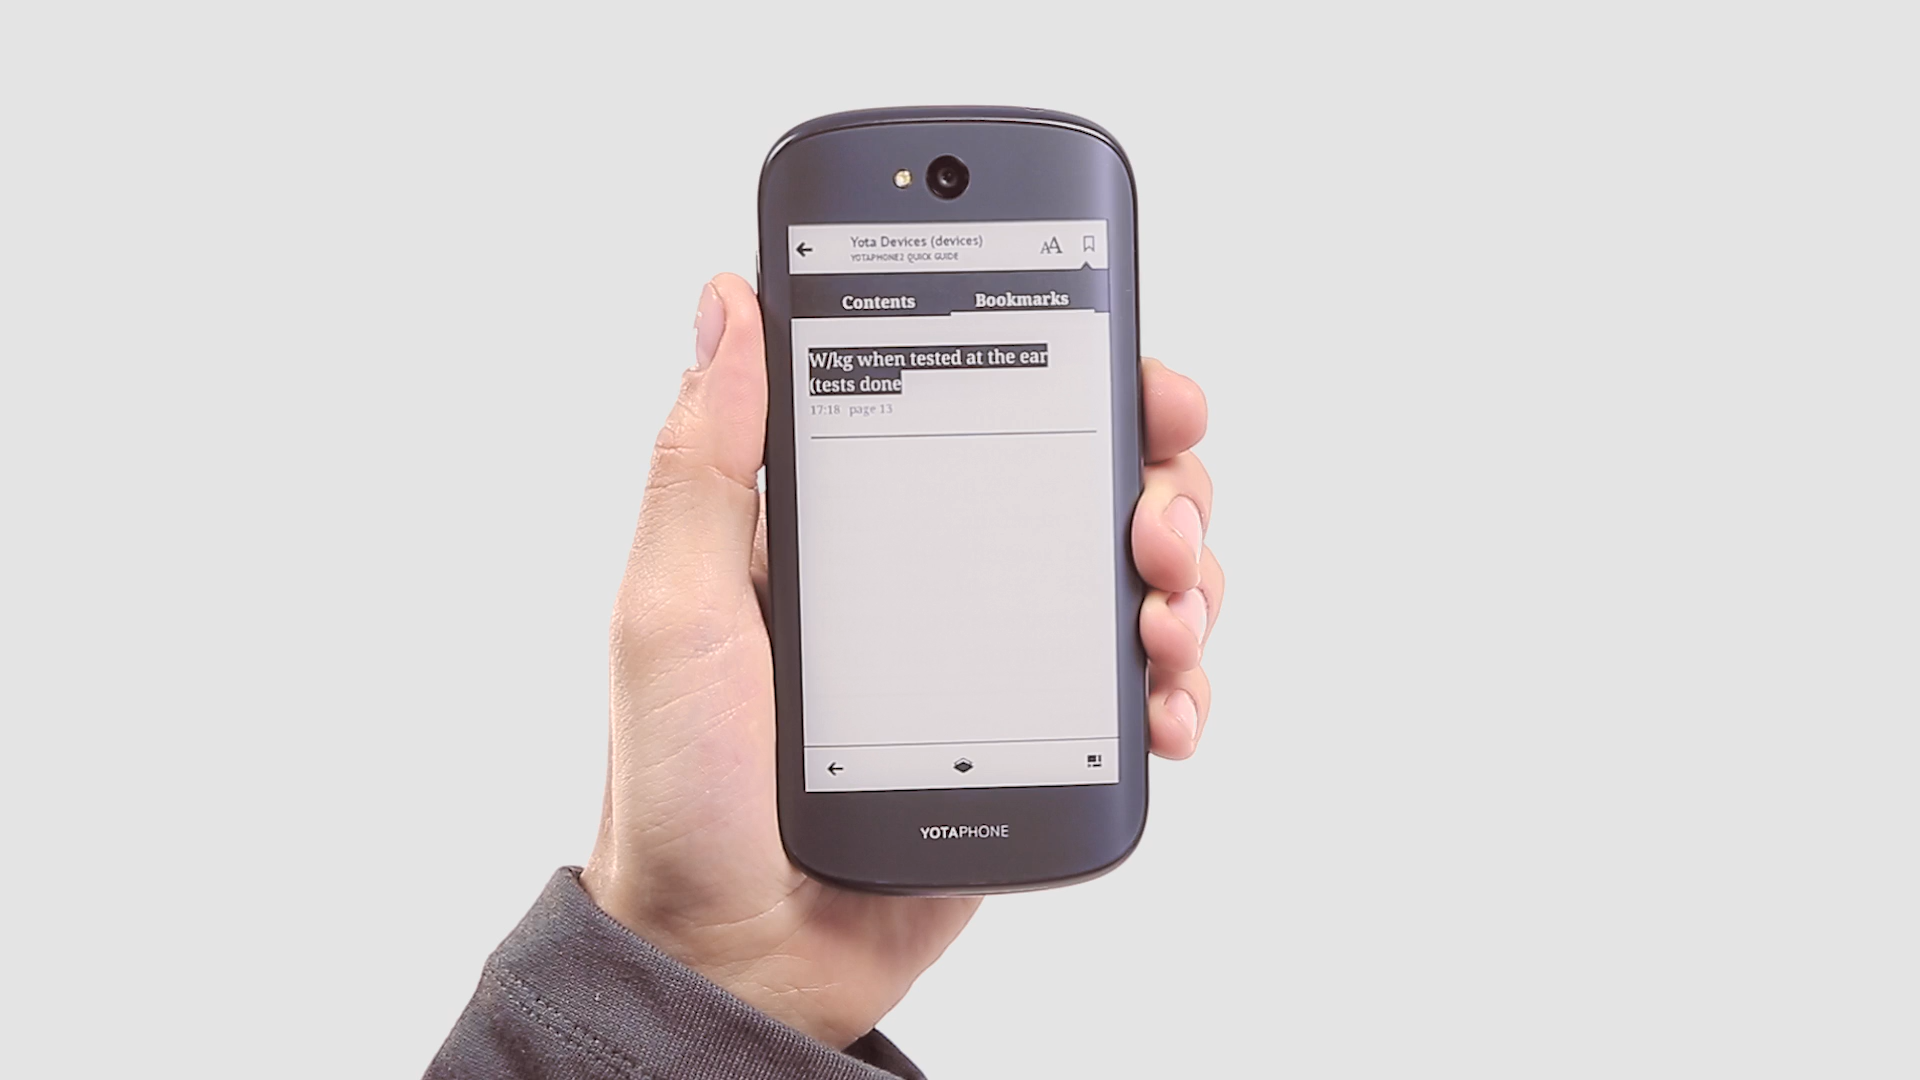 Yota Devices (devices)
YOTAPHONE2 QUICK GUIDE
AA
Contents
Bookmarks
W/kg when tested at the ear
(tests done
17:18 page 13
YOTAPHONE